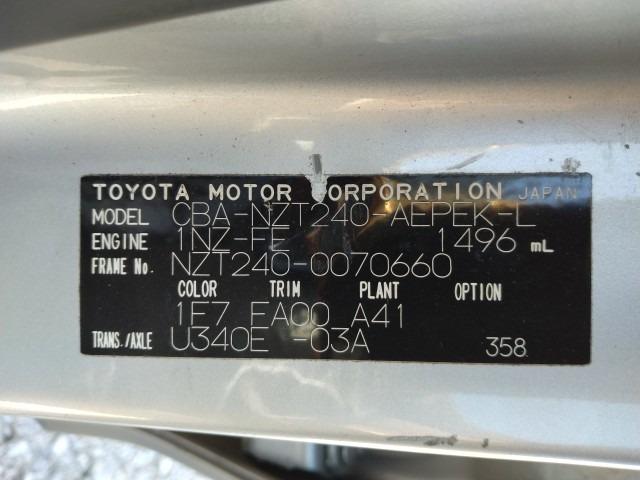 TOYOTA MOTOR CORPORATION JAPAN
MODEL CBA-NZT240-AEPEK-L
ENGINE 1NZ-FE 1496 mL
FRAME No. NZT240-0070660
COLOR TRIM PLANT OPTION
1F7 FA00 A41
TRANS./AXLE U340E -03A 358